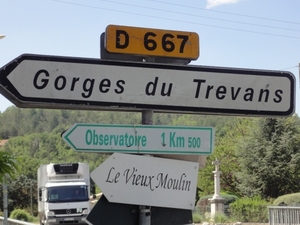 D 667
Gorges du Trevans
Observatoire 1 Km 500
Le Vieux Moulin